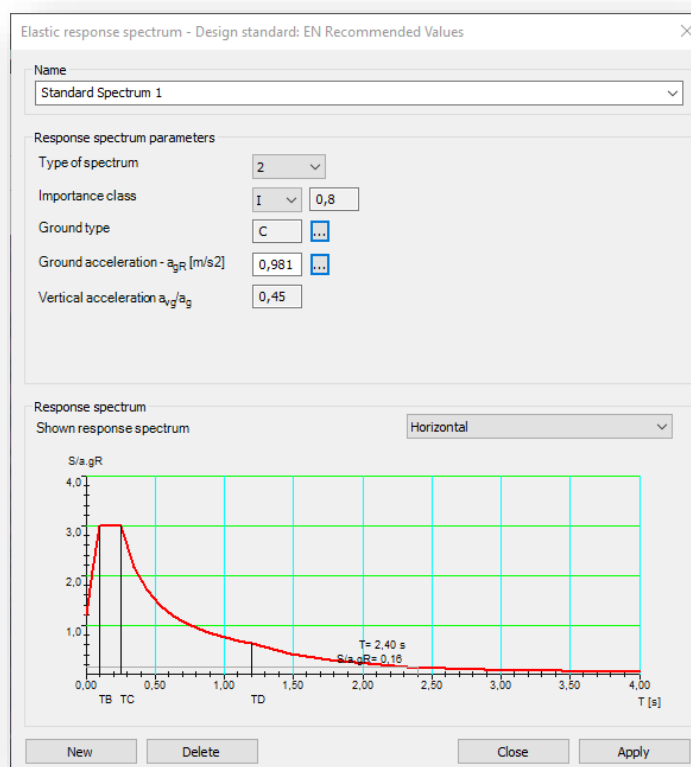 Elastic response spectrum - Design standard: EN Recommended Values
Name
Standard Spectrum 1
Response spectrum parameters
Type of spectrum 2
Importance class I 0,8
Ground type C ...
Ground acceleration - agR [m/s2] 0,981 ...
Vertical acceleration avg/ag 0,45
Response spectrum
Shown response spectrum Horizontal
S/a.gR
4,0
3,0
2,0
1,0
T= 2,40 s
S/a.gR= 0,16
0,00 0,50 1,00 1,50 2,00 2,50 3,00 3,50 4,00
TB TC TD T [s]
New Delete Close Apply